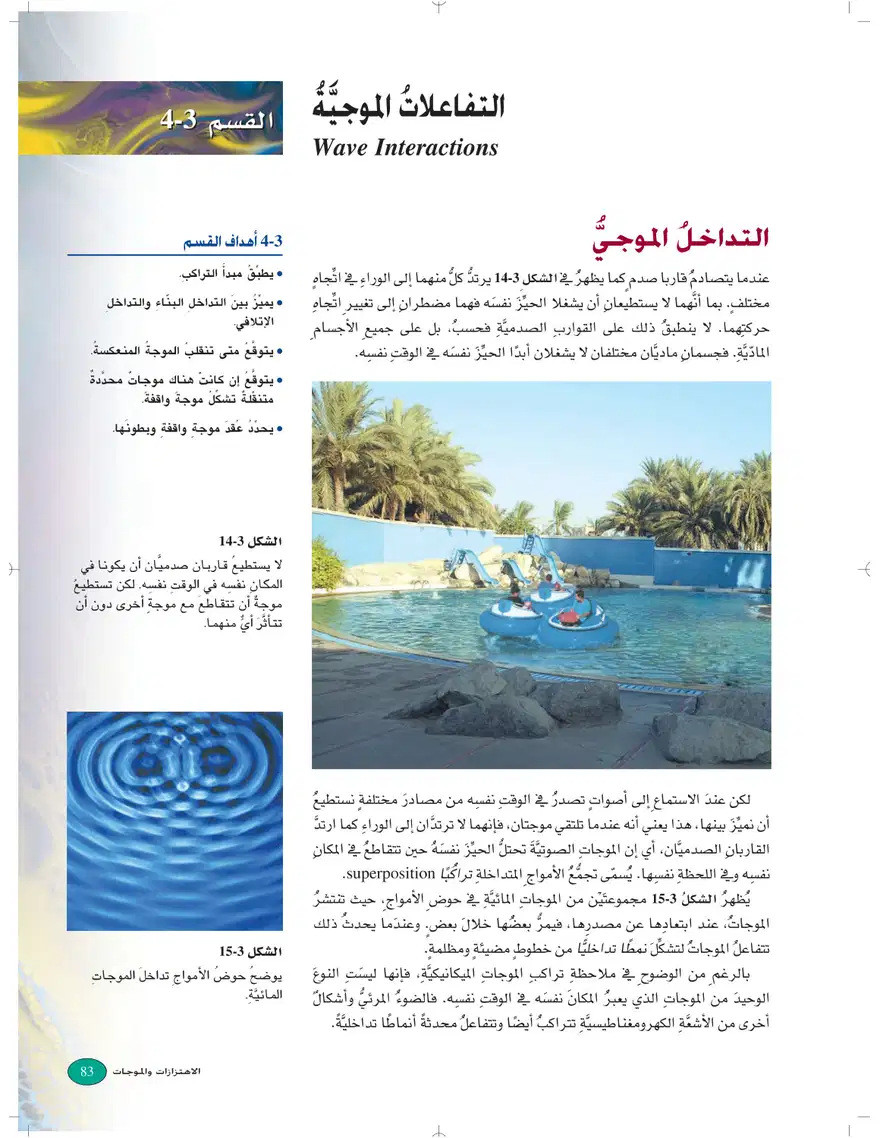 القسم 3-4
التفاعلاتُ الموجيَّةُ
Wave Interactions
التداخلُ الموجيُّ
عندما يتصادمُ قاربا صدمٍ كما يظهرُ في الشكل 3-14 يرتدُّ كلٌّ منهما إلى الوراءِ في اتِّجاهٍ
مختلفٍ. بما أنَّهما لا يستطيعانِ أن يشغلا الحيِّزَ نفسَه فهما مضطرانِ إلى تغييرِ اتِّجاهِ
حركتِهما. لا ينطبقُ ذلك على القواربِ الصدميَّةِ فحسبُ، بل على جميعِ الأجسامِ
المادّيَّةِ. فجسمانِ ماديَّان مختلفان لا يشغلان أبدًا الحيِّزَ نفسَه في الوقتِ نفسِه.
لكن عندَ الاستماعِ إلى أصواتٍ تصدرُ في الوقتِ نفسِه من مصادرَ مختلفةٍ نستطيعُ
أن نميِّزَ بينها، هذا يعني أنه عندما تلتقي موجتان، فإنهما لا ترتدَّان إلى الوراءِ كما ارتدَّ
القاربانِ الصدميَّان، أي إن الموجاتِ الصوتيَّةَ تحتلُّ الحيِّزَ نفسَهُ حين تتقاطعُ في المكانِ
نفسِه وفي اللحظةِ نفسِها. يُسمّى تجمُّعُ الأمواجِ المتداخلةِ تراكُبًا superposition.
يُظهرُ الشكلُ 3-15 مجموعتَيْن من الموجاتِ المائيَّةِ في حوضِ الأمواجِ، حيث تنتشرُ
الموجاتُ، عند ابتعادِها عن مصدرِها، فيمرُّ بعضُها خلالَ بعضٍ. وعندَما يحدثُ ذلك
تتفاعلُ الموجاتُ لتشكِّلَ نمطًا تداخليًّا من خطوطٍ مضيئةٍ ومظلمةٍ.
بالرغمِ من الوضوحِ في ملاحظةِ تراكبِ الموجاتِ الميكانيكيَّةِ، فإنها ليسَتِ النوعَ
الوحيدَ من الموجاتِ الذي يعبرُ المكانَ نفسَه في الوقتِ نفسِه. فالضوءُ المرئيُّ وأشكالٌ
أخرى من الأشعَّةِ الكهرومغناطيسيَّةِ تتراكبُ أيضًا وتتفاعلُ محدثةً أنماطًا تداخليَّةً.
3-4 أهداف القسم
• يطبِّقُ مبدأَ التراكبِ.
• يميِّزُ بينَ التداخلِ البنّاءِ والتداخلِ
الإتلافي.
• يتوقَّعُ متى تنقلبُ الموجةُ المنعكسةُ.
• يتوقَّعُ إن كانتْ هناك موجاتٌ محدَّدةٌ
متنقِّلةٌ تشكِّلُ موجةً واقفةً.
• يحدِّدُ عُقدَ موجةٍ واقفةٍ وبطونَها.
الشكل 3-14
لا يستطيعُ قاربان صدميَّان أن يكونا في
المكانِ نفسِه في الوقتِ نفسِه. لكن تستطيعُ
موجةٌ أن تتقاطعَ مع موجةٍ أخرى دون أن
تتأثَّرَ أيٌّ منهما.
الشكل 3-15
يوضحُ حوضُ الأمواجِ تداخلَ الموجاتِ
المائيَّةِ.
الاهتزازات والموجات 83